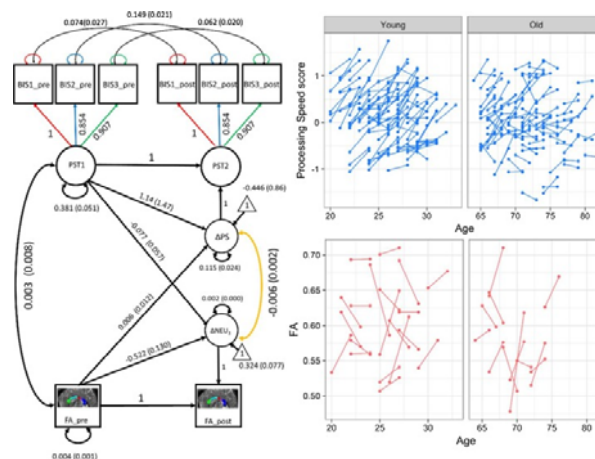 0.149 (0.021)
0.074(0.027)
0.062 (0.020)
BIS1_pre
BIS2_pre
BIS3_pre
BIS1_post
BIS2_post
BIS3_post
1
0.854
0.907
1
0.854
0.907
PST1
1
PST2
0.381 (0.051)
1.14 (1.47)
-0.077 (0.057)
1
-0.446 (0.86)
1
ΔPS
0.115 (0.024)
0.003 (0.008)
0.006 (0.012)
-0.006 [0.002]
0.002 (0.000)
ΔNEU₁
-0.522 (0.130)
1
1
0.324 (0.077)
FA_pre
1
FA_post
0.004 (0.001)
Young
Old
Processing Speed score
1
0
-1
20
25
30
65
70
75
80
Age
FA
0.70
0.65
0.60
0.55
0.50
20
25
30
65
70
75
80
Age